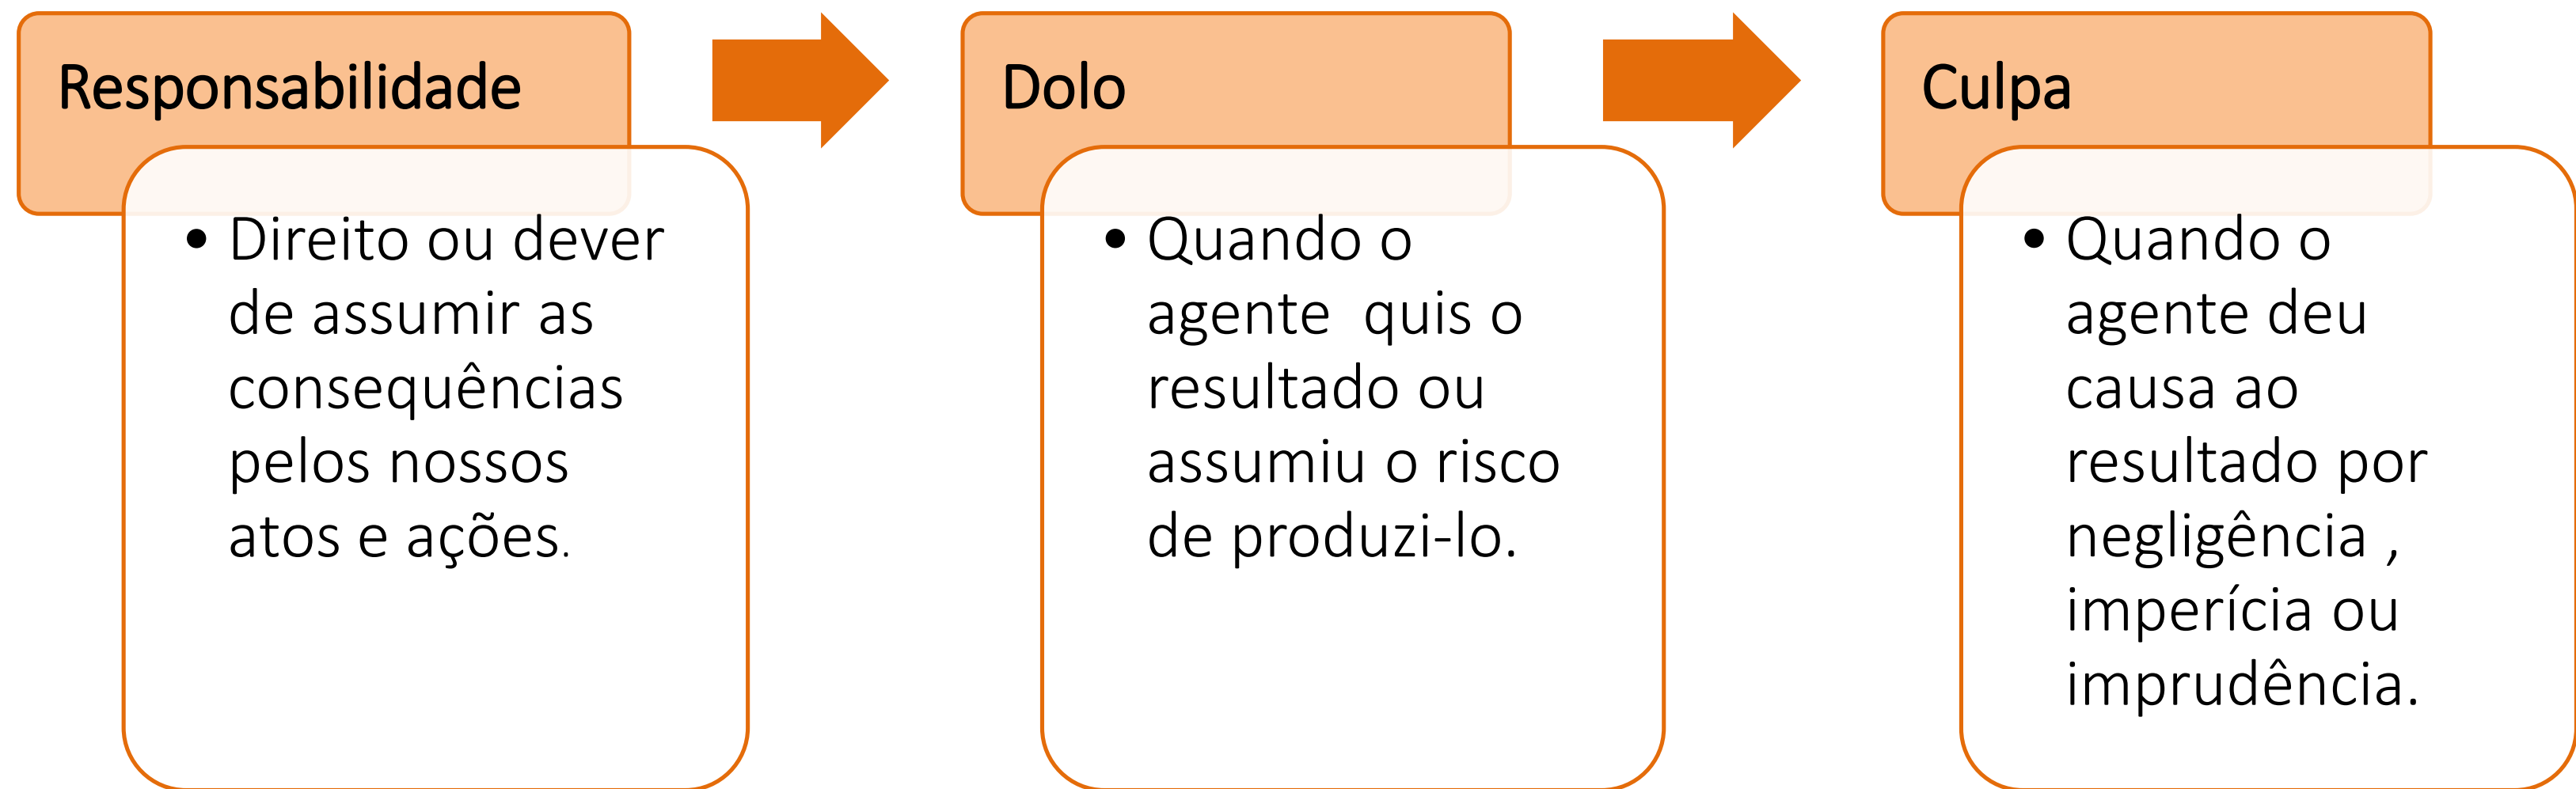 Responsabilidade
• Direito ou dever
de assumir as
consequências
pelos nossos
atos e ações.
Dolo
• Quando o
agente  quis o
resultado ou
assumiu o risco
de produzi-lo.
Culpa
• Quando o
agente deu
causa ao
resultado por
negligência ,
imperícia ou
imprudência.